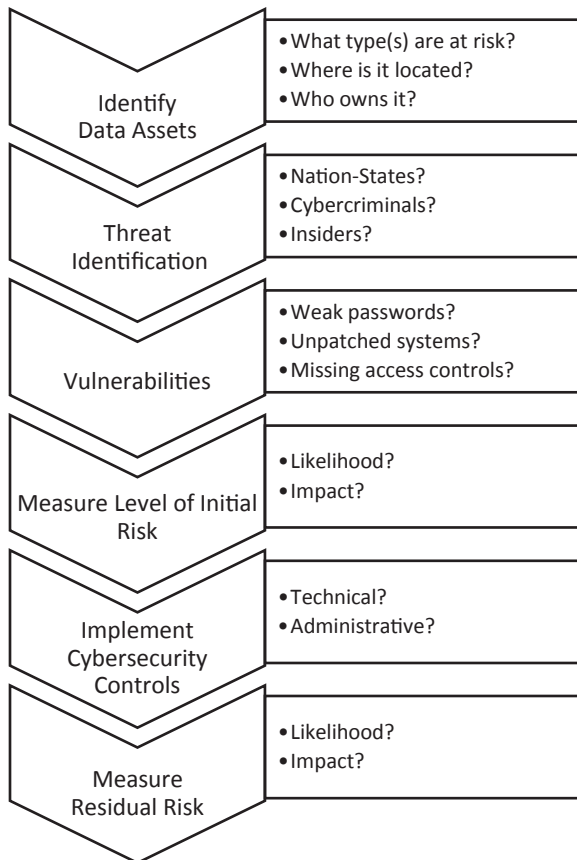 Identify
Data Assets
•What type(s) are at risk?
•Where is it located?
•Who owns it?
Threat
Identification
•Nation-States?
•Cybercriminals?
•Insiders?
Vulnerabilities
•Weak passwords?
•Unpatched systems?
•Missing access controls?
Measure Level of Initial
Risk
•Likelihood?
•Impact?
Implement
Cybersecurity
Controls
•Technical?
•Administrative?
Measure
Residual Risk
•Likelihood?
•Impact?